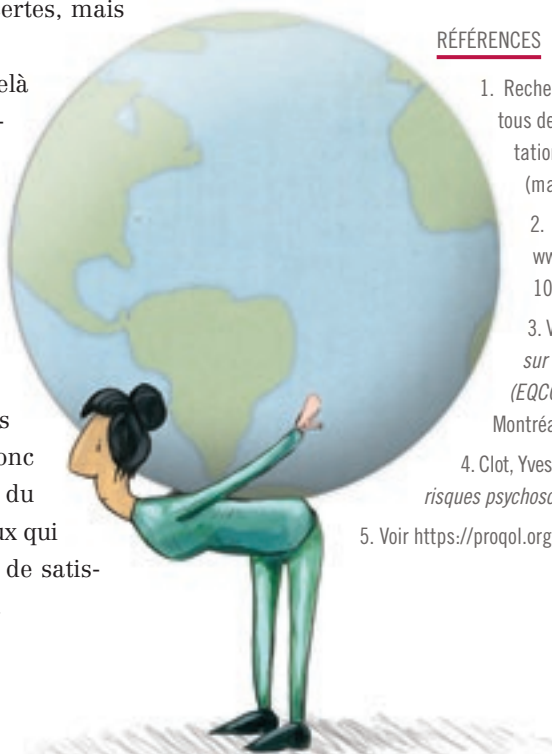 ertes, mais
elà
-
s
onc
du
ux qui
de satis-
RÉFÉRENCES
1. Reche
tous de
tation
(ma
2.
ww
10
3. V
sur
(EQCO
Montréa
4. Clot, Yves
risques psychoso
5. Voir https://proqol.org